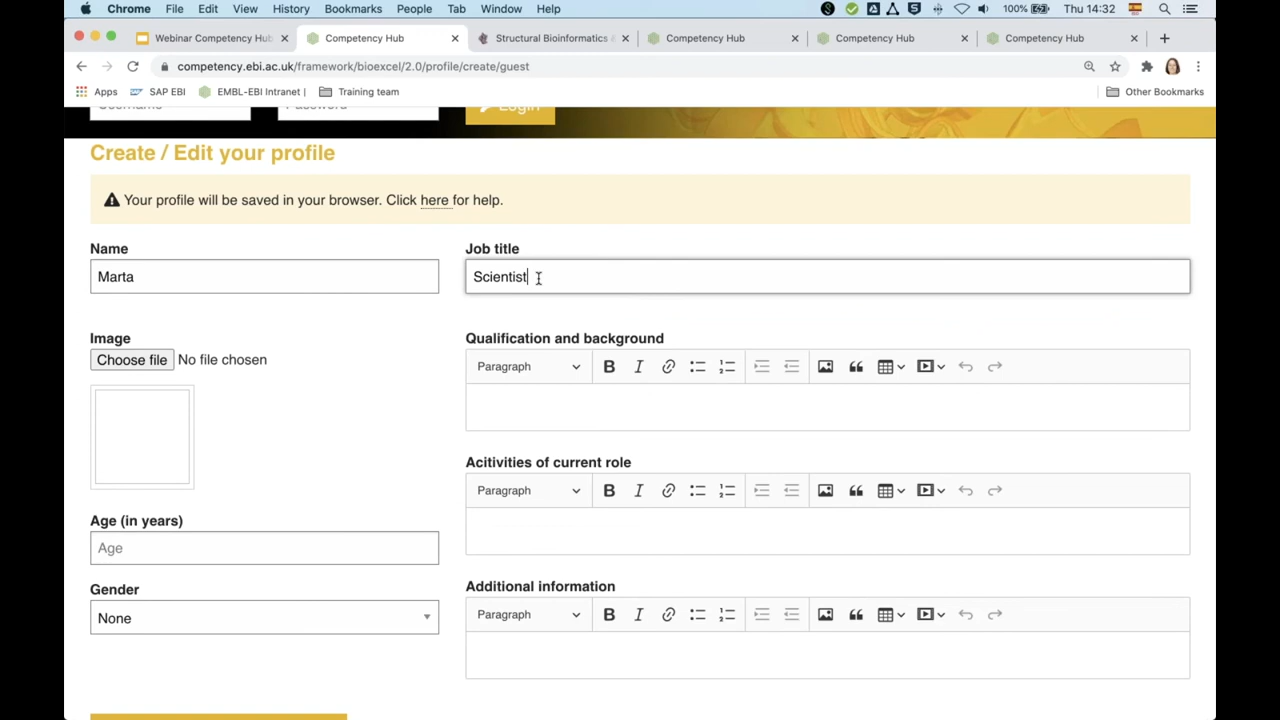 Chrome File Edit View History Bookmarks People Tab Window Help 100% Thu 14:32
Webinar Competency Hub Competency Hub Structural Bioinformatics Competency Hub Competency Hub Competency Hub
competency.ebi.ac.uk/framework/bioexcel/2.0/profile/create/guest
Apps SAP EBI EMBL-EBI Intranet | Training team Other Bookmarks
Username Password Login
Create / Edit your profile
Your profile will be saved in your browser. Click here for help.
Name Job title
Marta Scientist
Image Qualification and background
Choose file No file chosen Paragraph B I
Acitivities of current role
Paragraph B I
Age (in years)
Age
Gender Additional information
None Paragraph B I